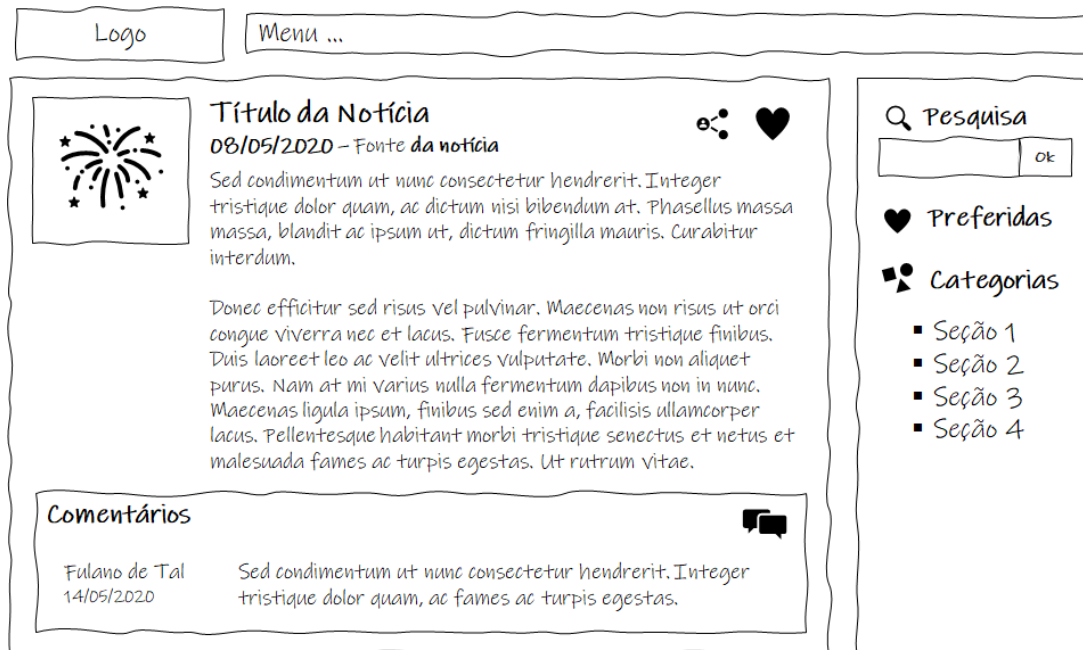 Logo
Menu ...
Título da Notícia
08/05/2020 – Fonte da notícia
Sed condimentum ut nunc consectetur hendrerit. Integer
tristique dolor quam, ac dictum nisi bibendum at. Phasellus massa
massa, blandit ac ipsum ut, dictum fringilla mauris. Curabitur
interdum.
Donec efficitur sed risus vel pulvinar. Maecenas non risus ut orci
congue viverra nec et lacus. Fusce fermentum tristique finibus.
Duis laoreet leo ac velit ultrices vulputate. Morbi non aliquet
purus. Nam at mi varius nulla fermentum dapibus non in nunc.
Maecenas ligula ipsum, finibus sed enim a, facilisis ullamcorper
lacus. Pellentesque habitant morbi tristique senectus et netus et
malesuada fames ac turpis egestas. Ut rutrum vitae.
Comentários
Fulano de Tal
14/05/2020
Sed condimentum ut nunc consectetur hendrerit. Integer
tristique dolor quam, ac fames ac turpis egestas.
Pesquisa
Ok
Preferidas
Categorias
▪ Seção 1
▪ Seção 2
▪ Seção 3
▪ Seção 4